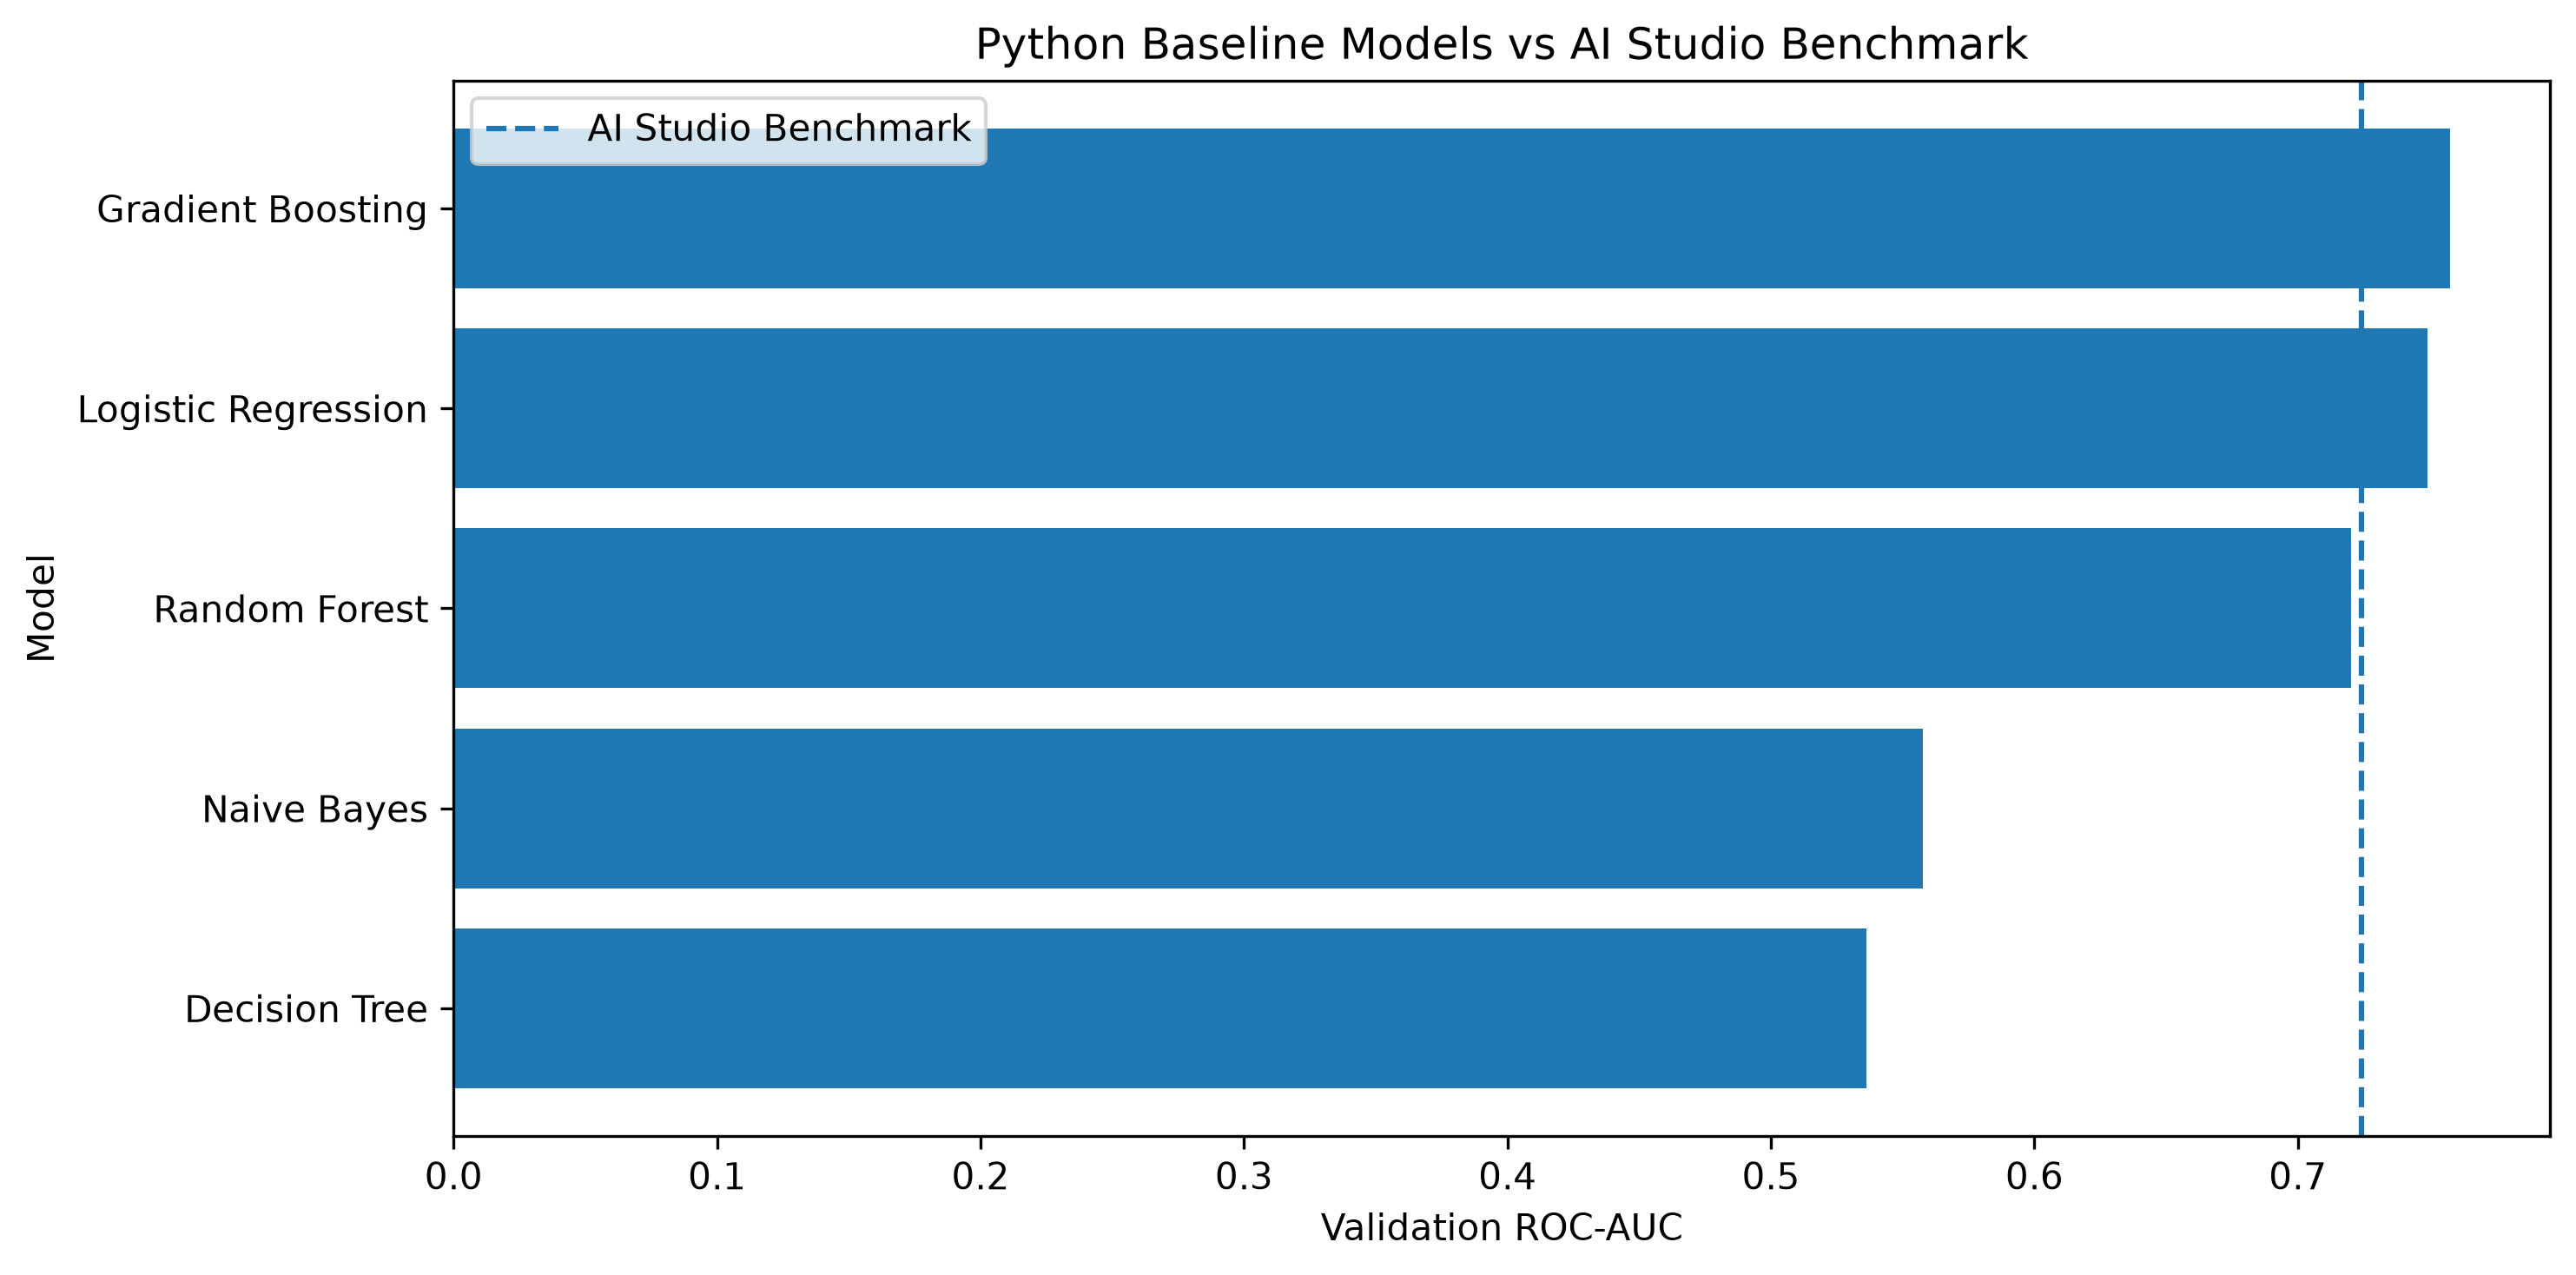 Python Baseline Models vs AI Studio Benchmark
AI Studio Benchmark
Gradient Boosting
Logistic Regression
Random Forest
Naive Bayes
Decision Tree
Model
0.0 0.1 0.2 0.3 0.4 0.5 0.6 0.7
Validation ROC-AUC